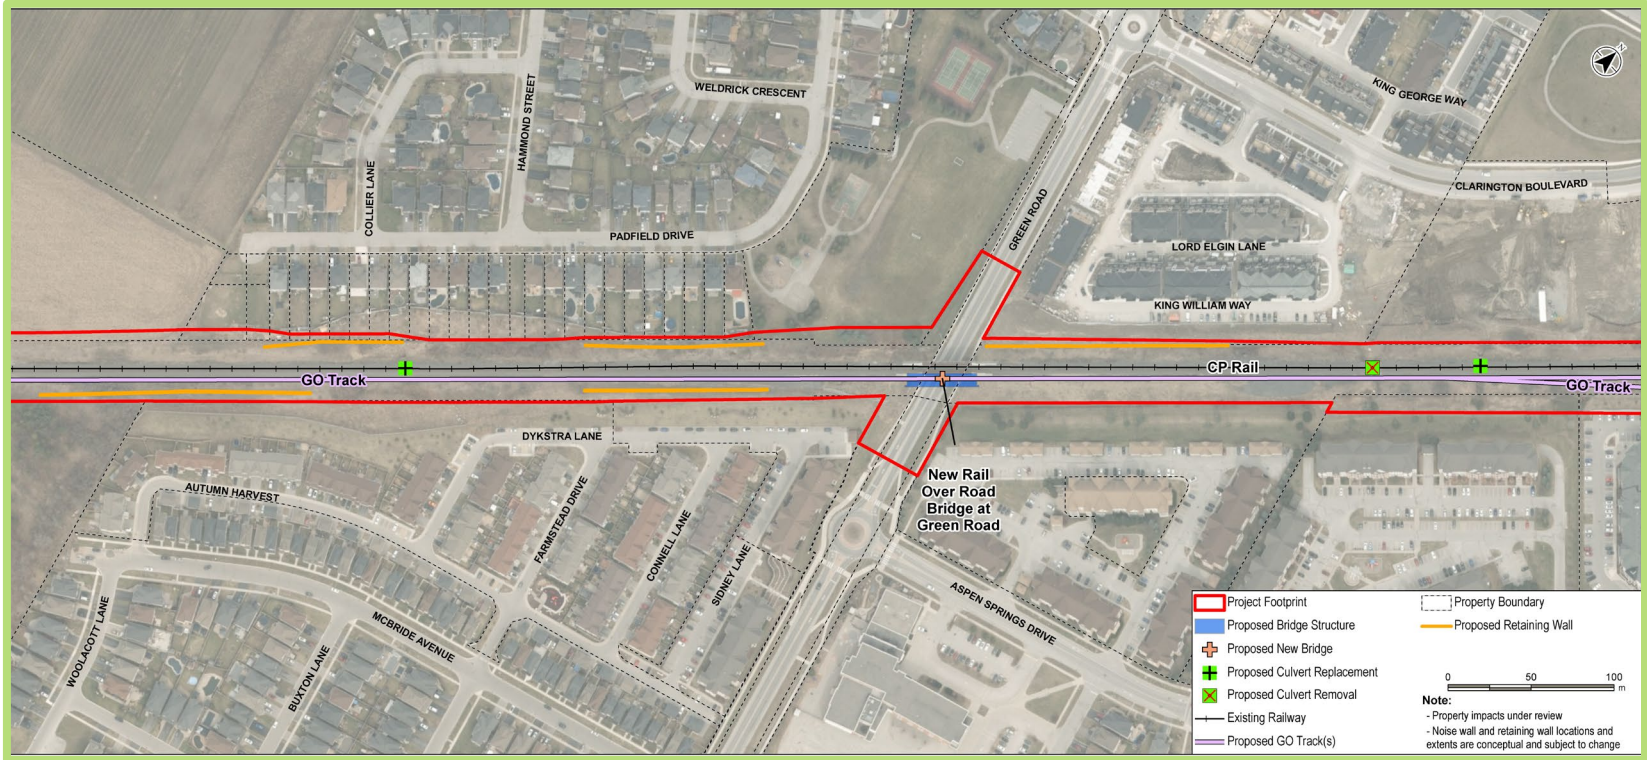 N
WELDRICK CRESCENT
KING GEORGE WAY
HAMMOND STREET
COLLIER LANE
CLARINGTON BOULEVARD
GREEN ROAD
PADFIELD DRIVE
LORD ELGIN LANE
KING WILLIAM WAY
CP Rail
GO Track
GO Track
DYKSTRA LANE
New Rail
Over Road
Bridge at
Green Road
AUTUMN HARVEST
FARMSTEAD DRIVE
CONNELL LANE
SIDNEY LANE
ASPEN SPRINGS DRIVE
WOOLACOTT LANE
MCBRIDE AVENUE
BUXTON LANE
Project Footprint
Proposed Bridge Structure
Proposed New Bridge
Proposed Culvert Replacement
Proposed Culvert Removal
Existing Railway
Proposed GO Track(s)
Property Boundary
Proposed Retaining Wall
0 50 100
m
Note:
- Property impacts under review
- Noise wall and retaining wall locations and
extents are conceptual and subject to change